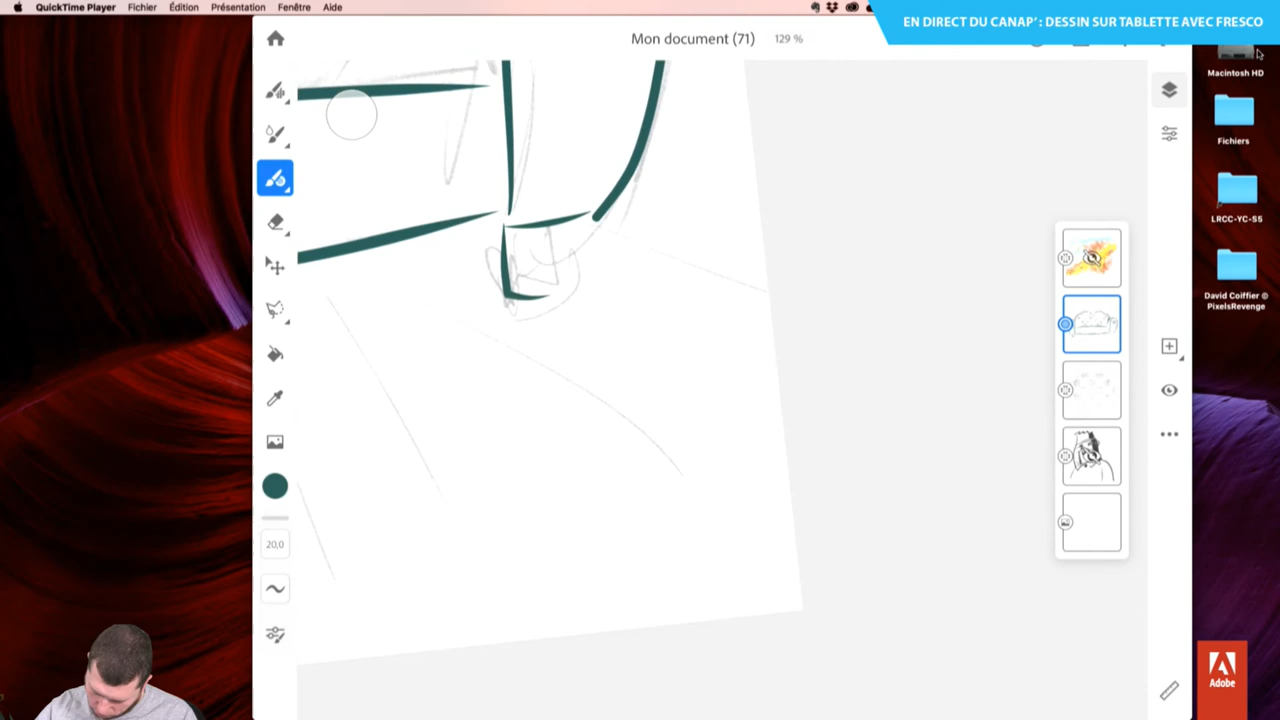 QuickTime Player Fichier Édition Présentation Fenêtre Aide
EN DIRECT DU CANAP’ : DESSIN SUR TABLETTE AVEC FRESCO
Mon document (71) 129 %
Macintosh HD
Fichiers
LRCC-YC-S5
David Coiffier ©
PixelsRevenge
20,0
Adobe